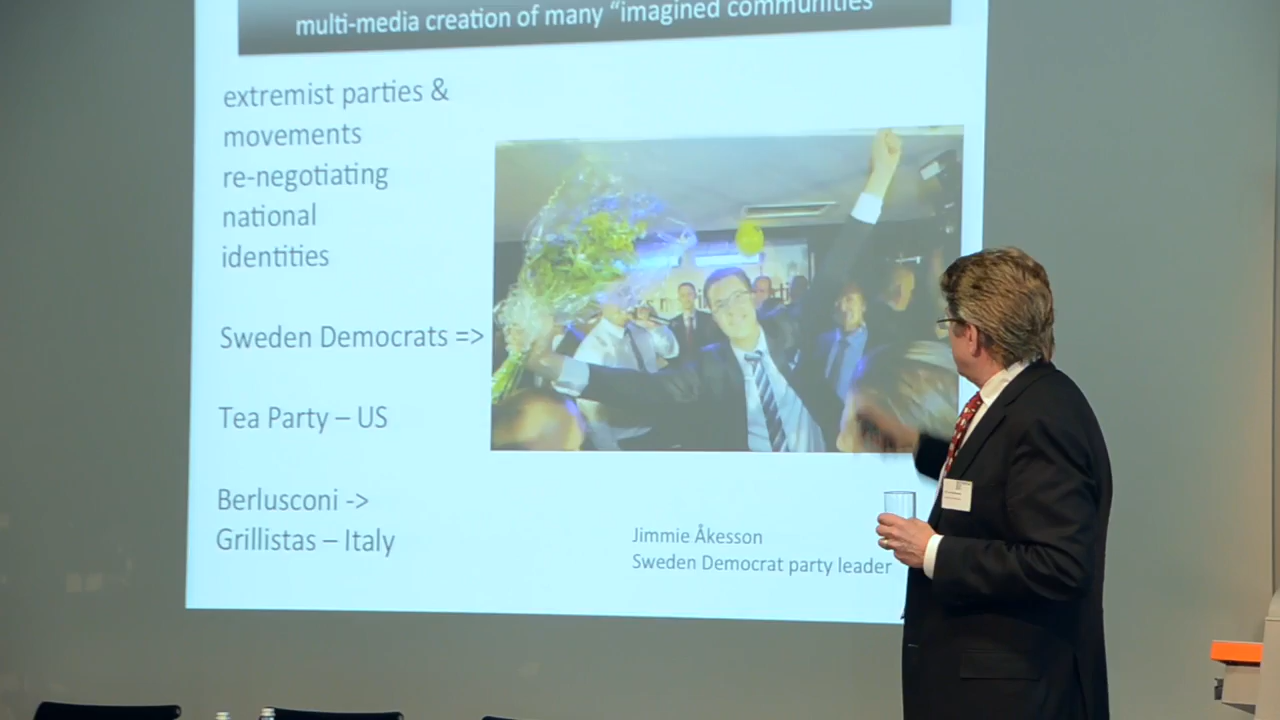 multi-media creation of many “imagined communities
extremist parties &
movements
re-negotiating
national
identities
Sweden Democrats =>
Tea Party – US
Berlusconi ->
Grillistas – Italy
Jimmie Åkesson
Sweden Democrat party leader